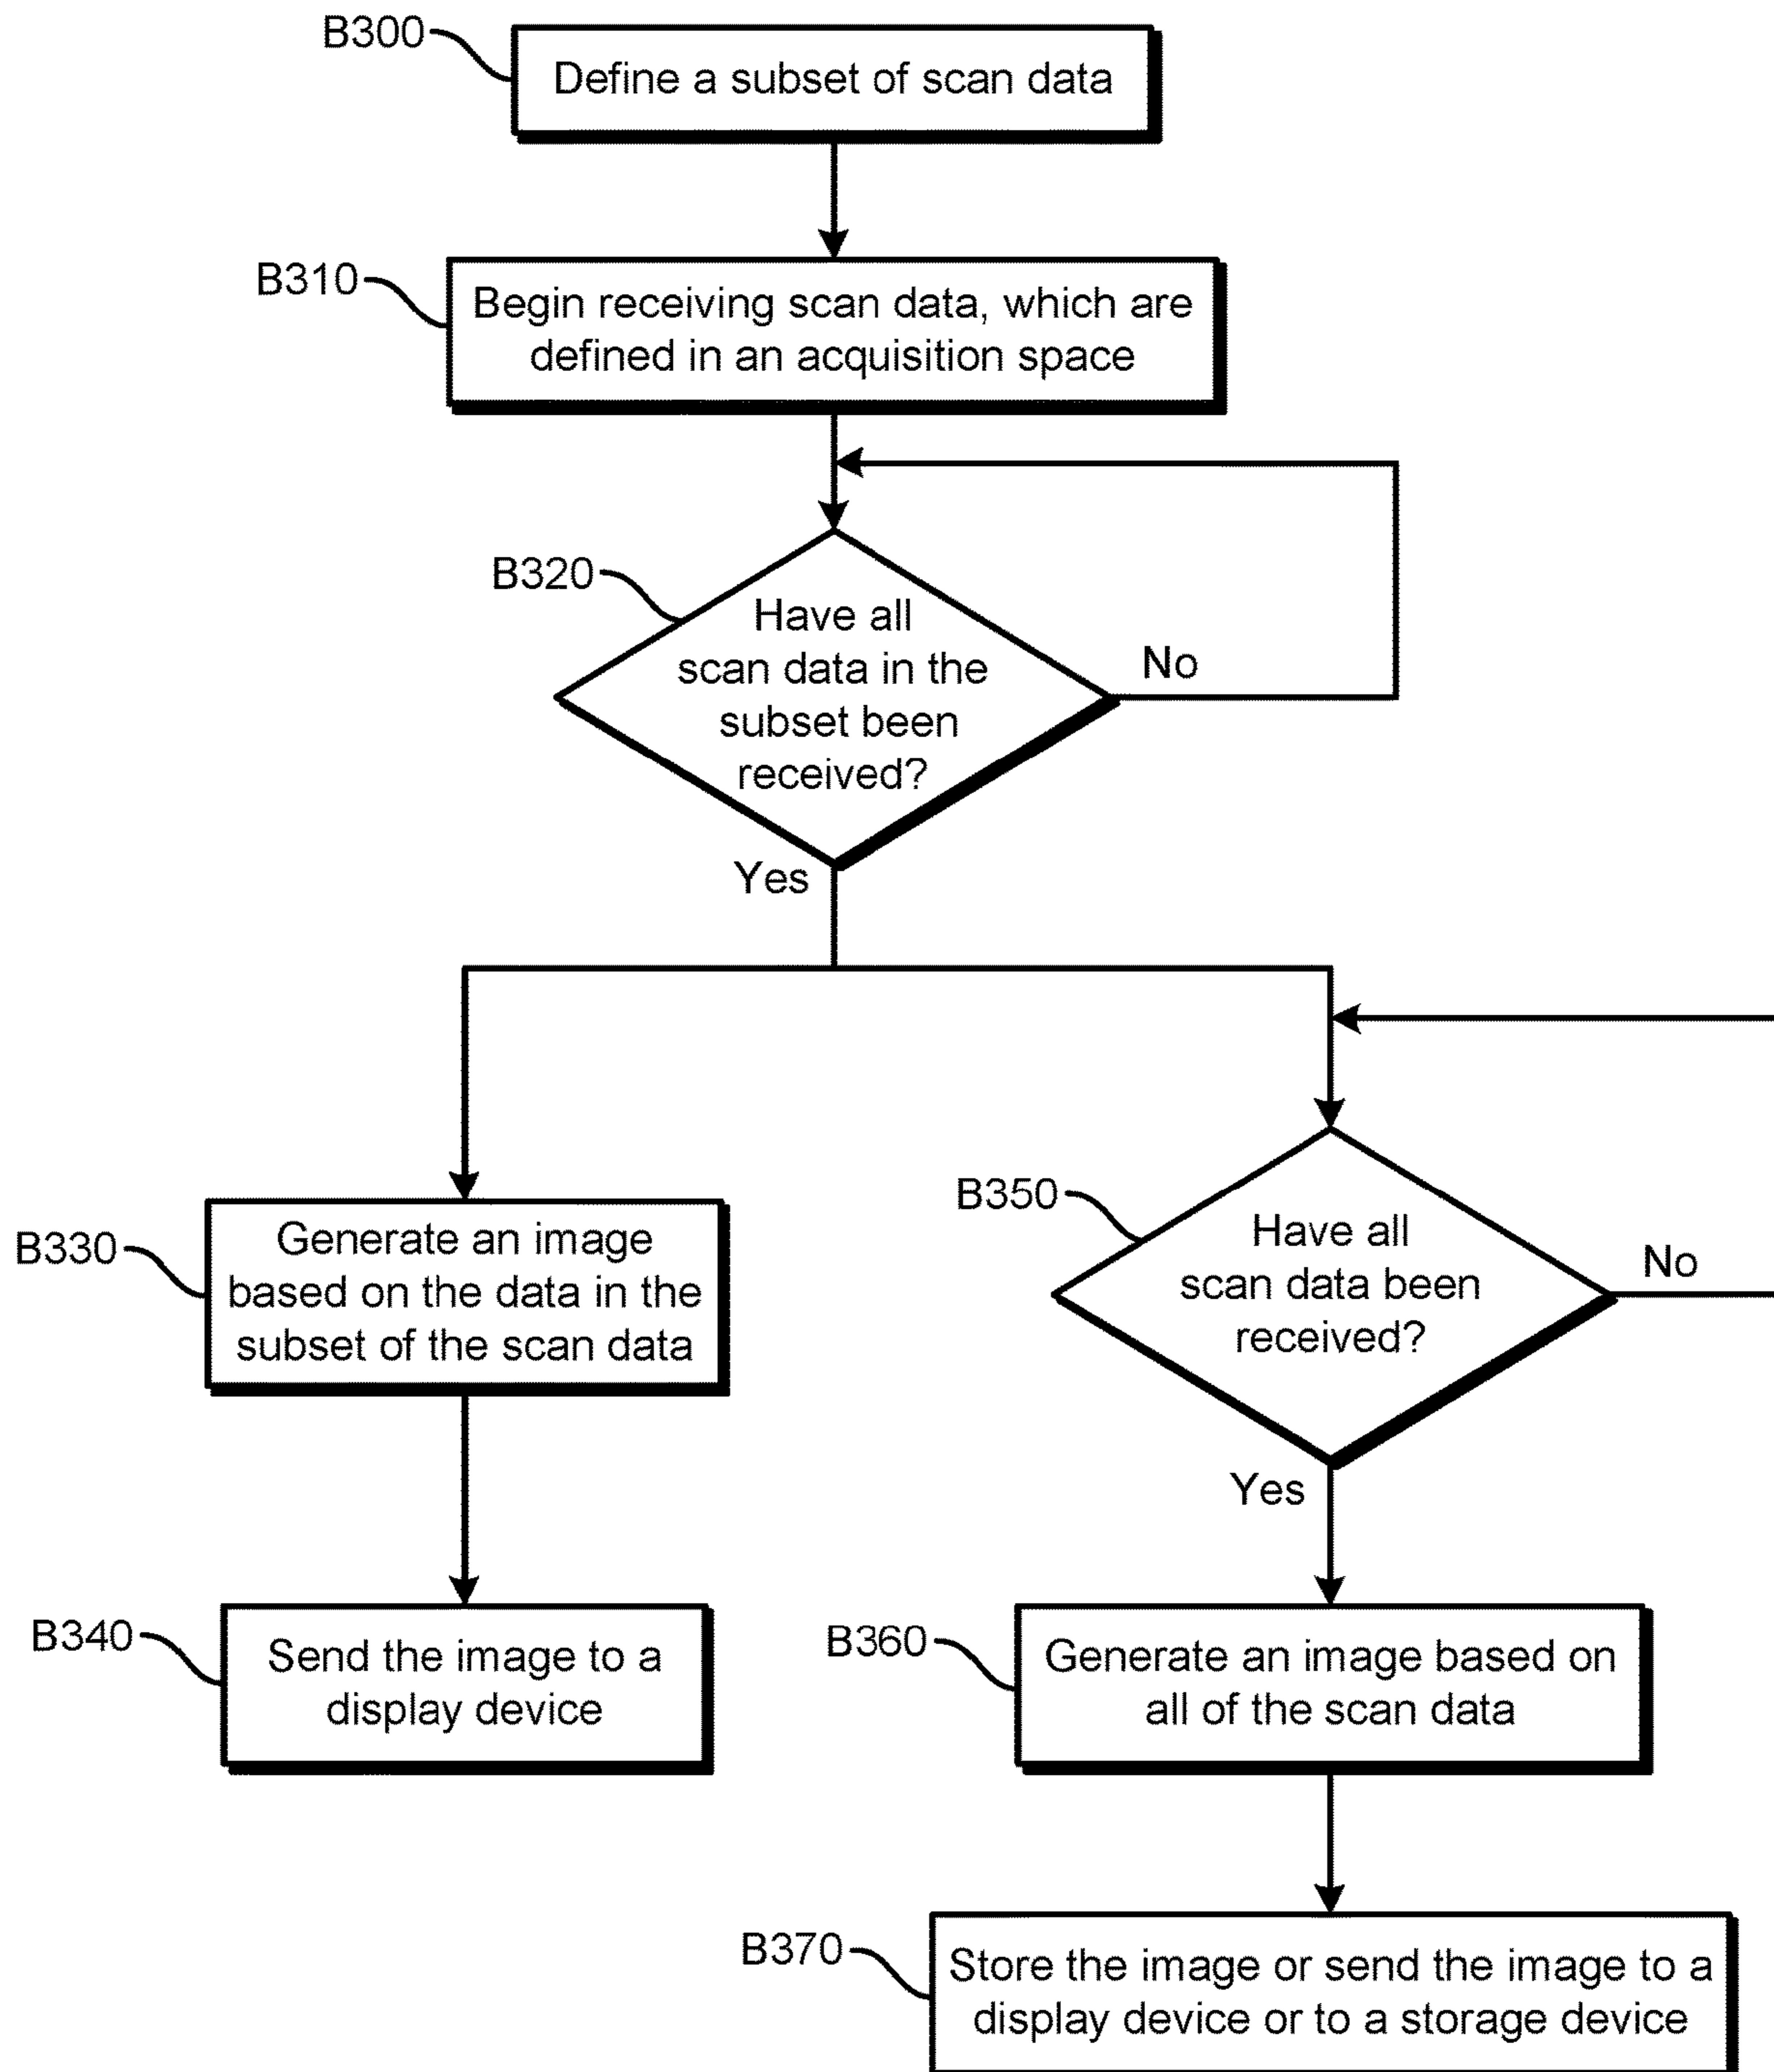 B300
Define a subset of scan data
B310
Begin receiving scan data, which are
defined in an acquisition space
B320
Have all
scan data in the
subset been
received?
No
Yes
B330
Generate an image
based on the data in the
subset of the scan data
B350
Have all
scan data been
received?
No
Yes
B340
Send the image to a
display device
B360
Generate an image based on
all of the scan data
B370
Store the image or send the image to a
display device or to a storage device